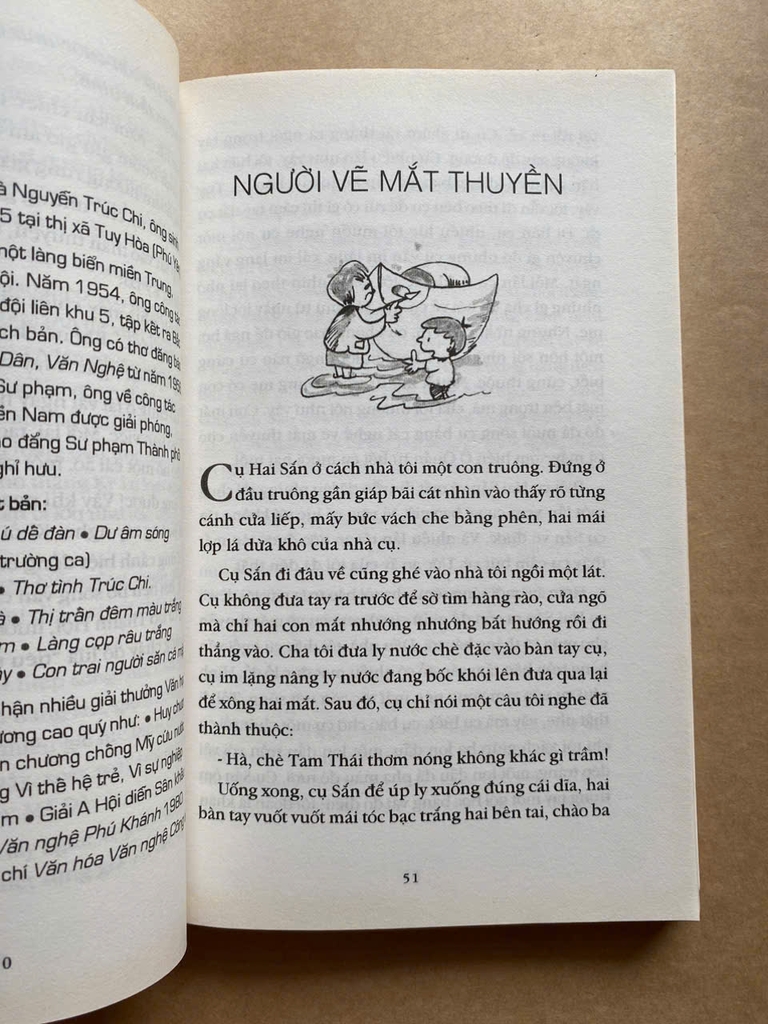 à Nguyễn Trúc Chi, ông sinh
5 tại thị xã Tuy Hòa (Phú Yên
một làng biển miền Trung.
ội. Năm 1954, ông công tác
đội liên khu 5, tập kết ra Bắc
ch bản. Ông có thơ đăng báo
Dân, Văn Nghệ từ năm 195
Sư phạm, ông về công tác
ền Nam được giải phóng,
ao đẳng Sư phạm Thành phố
ghỉ hưu.
t bản:
ú dề đàn • Dư âm sóng
(trường ca)
• Thơ tình Trúc Chi.
à • Thị trấn đêm màu trắng
m • Làng cọp râu trắng
ày • Con trai người săn cá m
hận nhiều giải thưởng Văn h
ương cao quý như: • Huy chươ
n chương chống Mỹ cứu nước
g Vì thế hệ trẻ, Vì sự nghiệp
m • Giải A Hội diễn Sân khấu
Văn nghệ Phú Khánh 1980
chí Văn hóa Văn nghệ Công
0
NGƯỜI VẼ MẮT THUYỀN
Cụ Hai Sấn ở cách nhà tôi một con truông. Đứng ở
đầu truông gần giáp bãi cát nhìn vào thấy rõ từng
cánh cửa liếp, mấy bức vách che bằng phên, hai mái
lợp lá dừa khô của nhà cụ.
Cụ Sấn đi đâu về cũng ghé vào nhà tôi ngồi một lát.
Cụ không đưa tay ra trước để sờ tìm hàng rào, cửa ngõ
mà chỉ hai con mắt nhướng nhướng bắt hướng rồi đi
thẳng vào. Cha tôi đưa ly nước chè đặc vào bàn tay cụ,
cụ im lặng nâng ly nước đang bốc khói lên đưa qua lại
để xông hai mắt. Sau đó, cụ chỉ nói một câu tôi nghe đã
thành thuộc:
- Hà, chè Tam Thái thơm nóng không khác gì trầm!
Uống xong, cụ Sấn để úp ly xuống đúng cái dĩa, hai
bàn tay vuốt vuốt mái tóc bạc trắng hai bên tai, chào ba
51